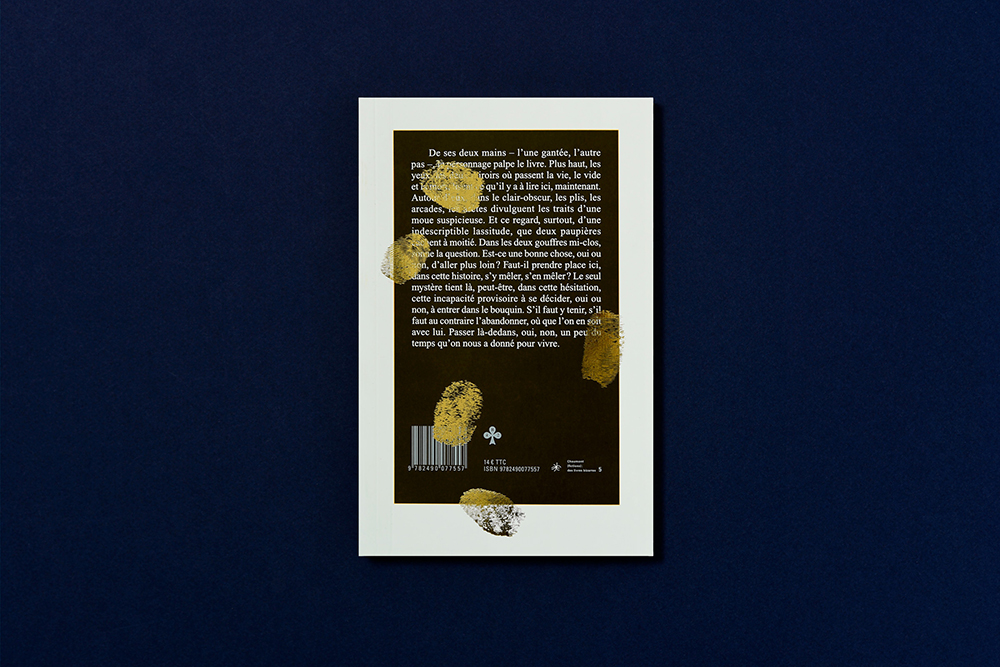 De ses deux mains – l’une gantée, l’autre
pas – personnage palpe le livre. Plus haut, les
yeux miroirs où passent la vie, le vide
et qu’il y a à lire ici, maintenant.
Autour dans le clair-obscur, les plis, les
arcades, les arêtes divulguent les traits d’une
moue suspicieuse. Et ce regard, surtout, d’une
indescriptible lassitude, que deux paupières
cachent à moitié. Dans les deux gouffres mi-clos,
sonne la question. Est-ce une bonne chose, oui ou
non, d’aller plus loin ? Faut-il prendre place ici,
dans cette histoire, s’y mêler, s’en mêler ? Le seul
mystère tient là, peut-être, dans cette hésitation,
cette incapacité provisoire à se décider, oui ou
non, à entrer dans le bouquin. S’il faut y tenir, s’il
faut au contraire l’abandonner, où que l’on en soit
avec lui. Passer là-dedans, oui, non, un peu du
temps qu’on nous a donné pour vivre.
14 € TTC
ISBN 9782490077557
9 782490 077557
des livres bizarres 5